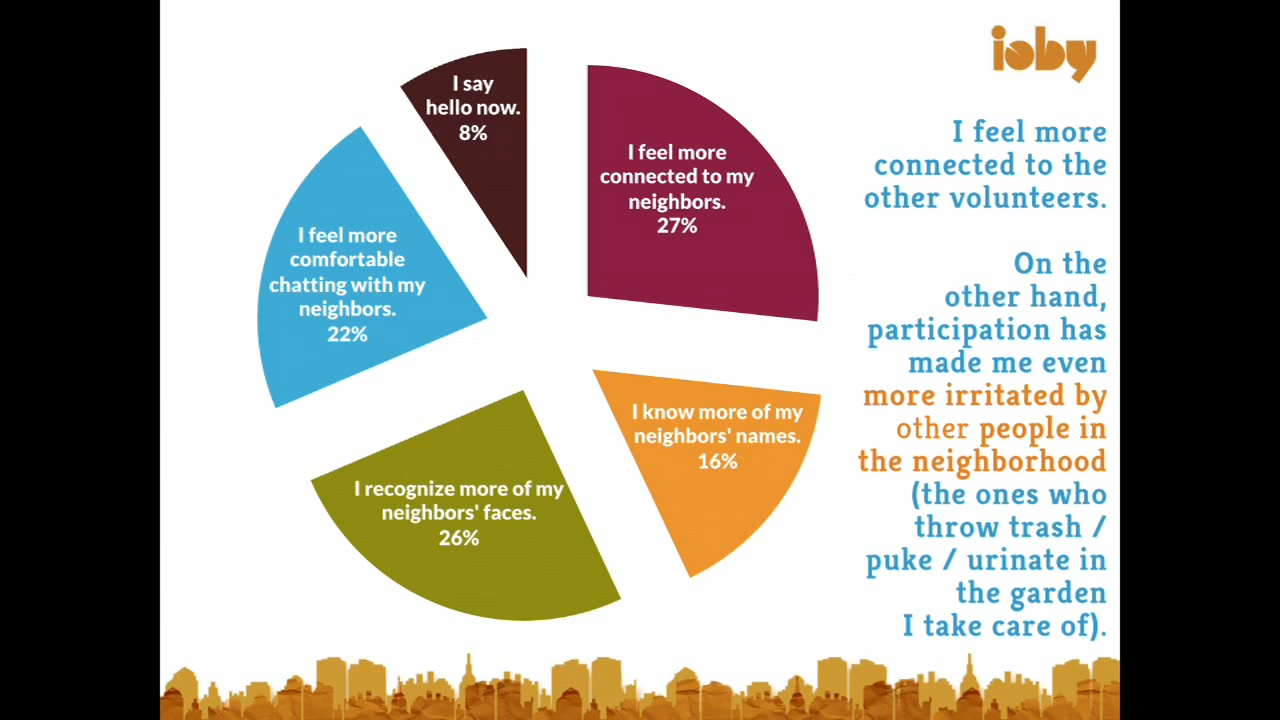 ioby
I say
hello now.
8%
I feel more
connected to my
neighbors.
27%
I feel more
comfortable
chatting with my
neighbors.
22%
I know more of my
neighbors' names.
16%
I recognize more of my
neighbors' faces.
26%
I feel more
connected to the
other volunteers.
On the
other hand,
participation has
made me even
more irritated by
other people in
the neighborhood
(the ones who
throw trash /
puke / urinate in
the garden
I take care of).